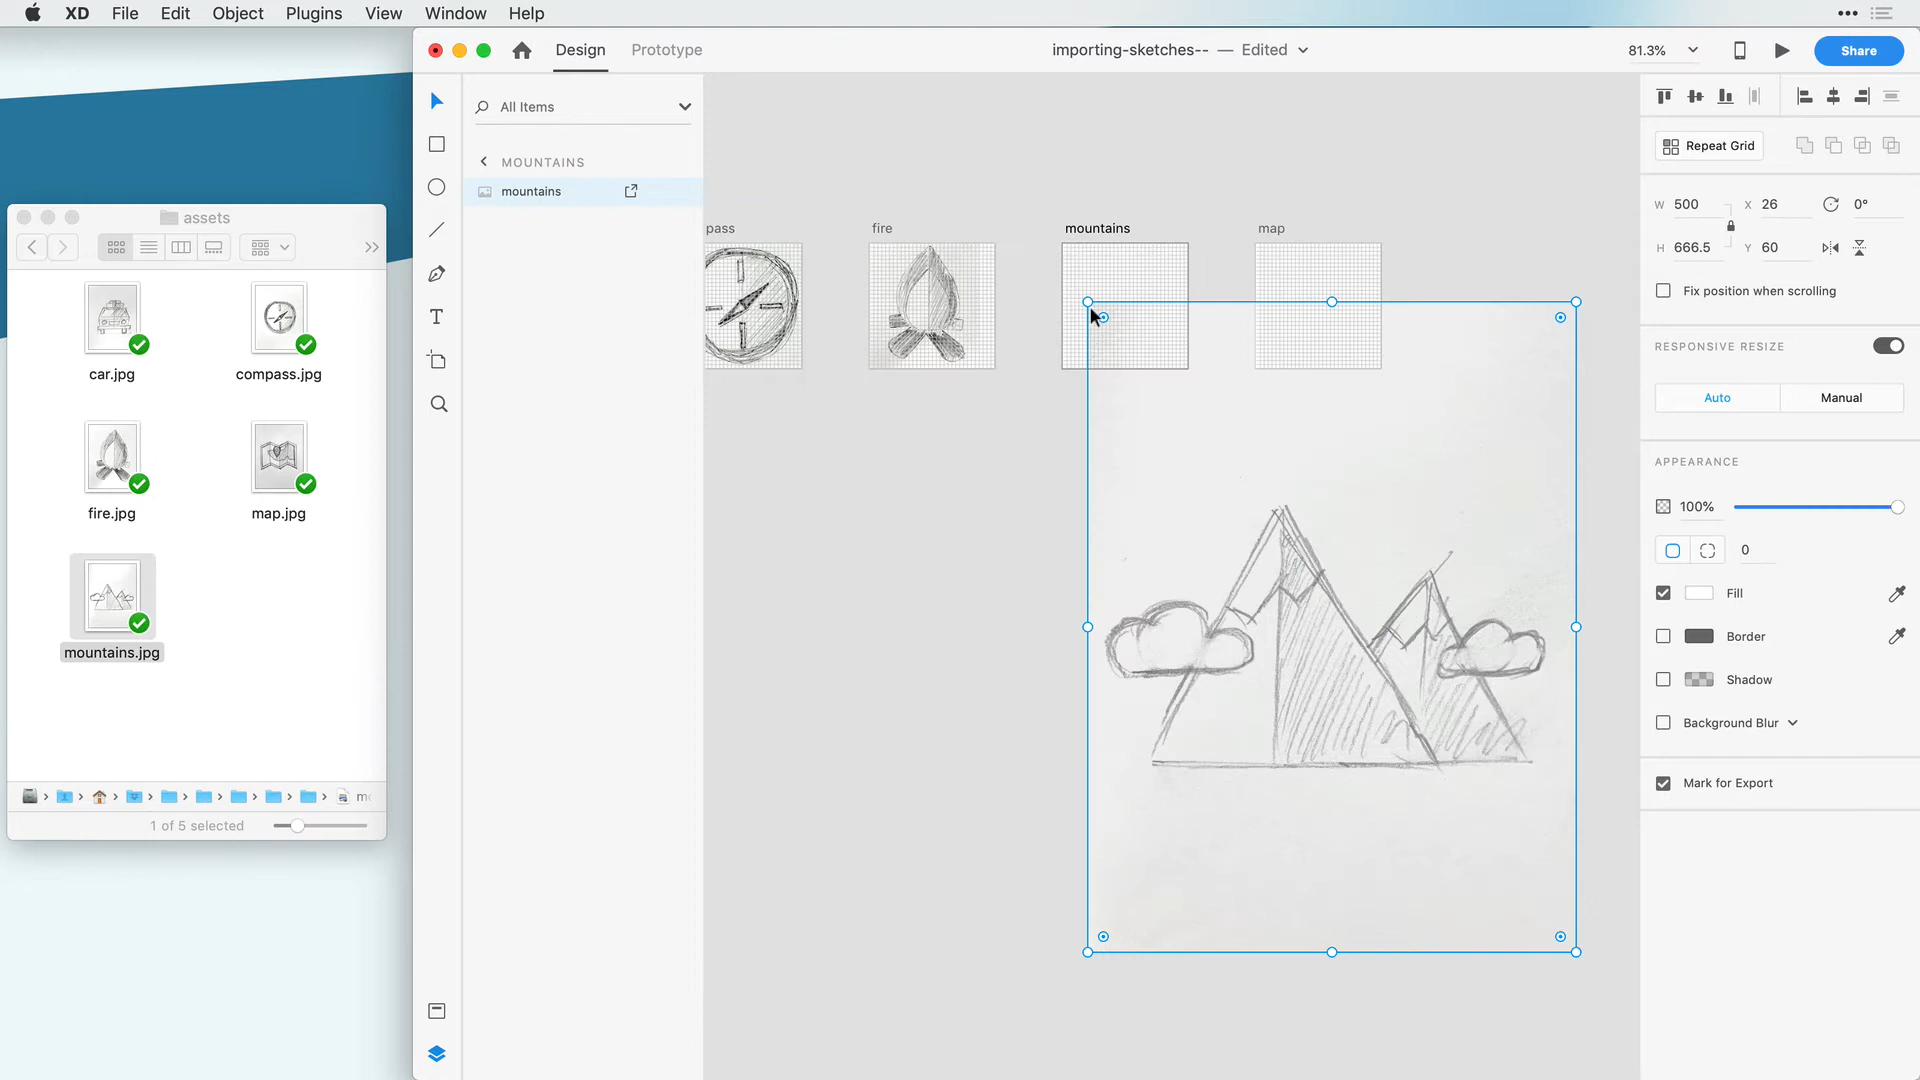 XD File Edit Object Plugins View Window Help
Design Prototype
importing-sketches-- — Edited
81.3%
Share
All Items
MOUNTAINS
mountains
assets
car.jpg
compass.jpg
fire.jpg
map.jpg
mountains.jpg
1 of 5 selected
pass
fire
mountains
map
Repeat Grid
W 500
X 26
0°
H 666.5
Y 60
Fix position when scrolling
RESPONSIVE RESIZE
Auto
Manual
APPEARANCE
100%
0
Fill
Border
Shadow
Background Blur
Mark for Export